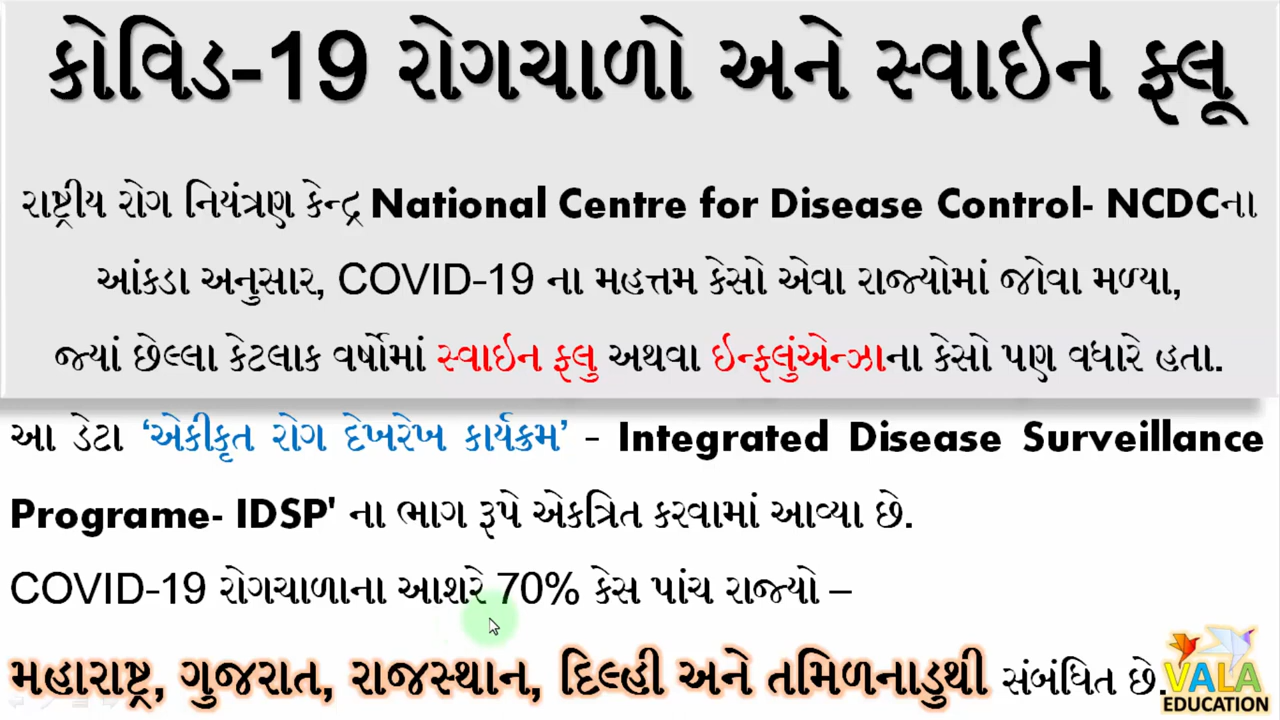 કોવિડ-19 રોગચાળો અને સ્વાઈન ફ્લૂ
રાષ્ટ્રીય રોગ નિયંત્રણ કેન્દ્ર National Centre for Disease Control- NCDCના
આંકડા અનુસાર, COVID-19 ના મહત્તમ કેસો એવા રાજ્યોમાં જોવા મળ્યા,
જ્યાં છેલ્લા કેટલાક વર્ષોમાં સ્વાઇન ફ્લુ અથવા ઇન્ફ્લુંએન્ઝાના કેસો પણ વધારે હતા.
આ ડેટા ‘એકીકૃત રોગ દેખરેખ કાર્યક્રમ’ - Integrated Disease Surveillance
Programe- IDSP' ના ભાગ રૂપે એકત્રિત કરવામાં આવ્યા છે.
COVID-19 રોગચાળાના આશરે 70% કેસ પાંચ રાજ્યો –
મહારાષ્ટ્ર, ગુજરાત, રાજસ્થાન, દિલ્હી અને તમિળનાડુથી સંબંધિત છે.
VALA
EDUCATION